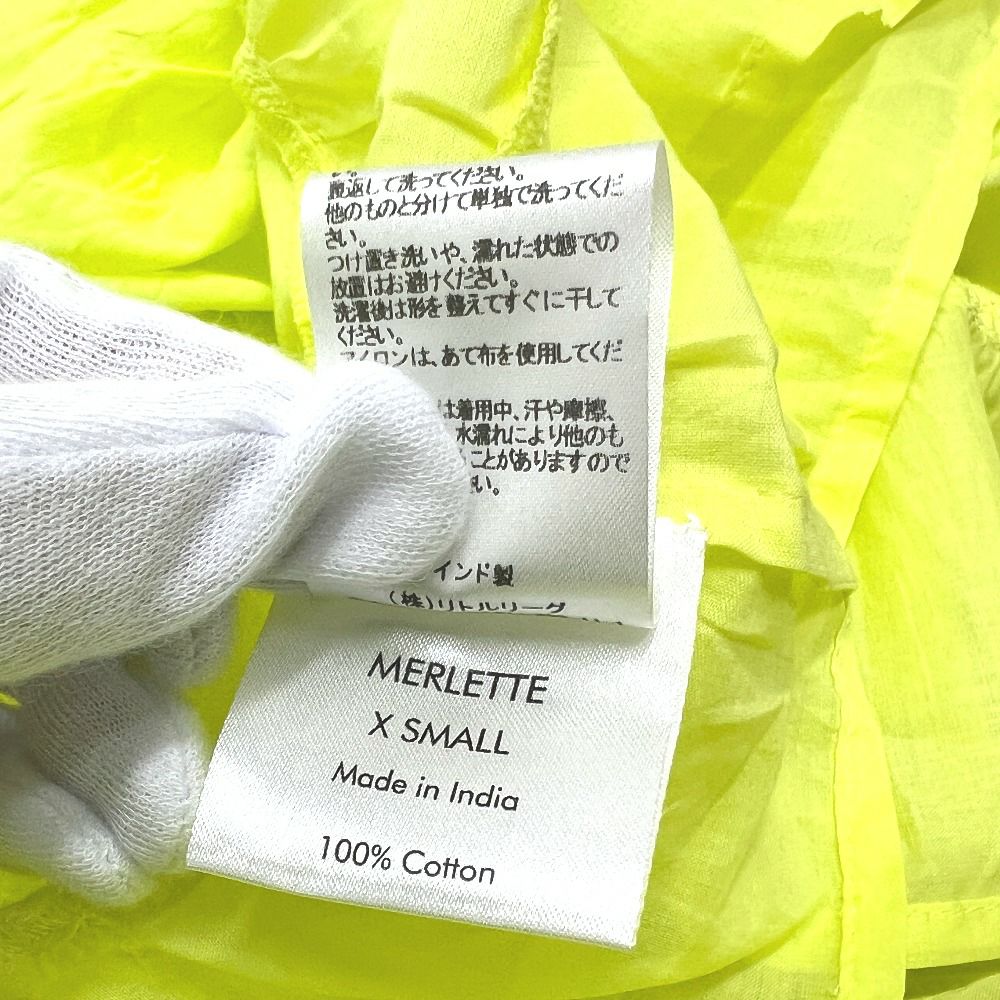 い。
裏返して洗ってください。
他のものと分けて単独で洗ってくだ
さい。
つけ置き洗いや、濡れた状態での
放置はお避けください。
洗濯後は形を整えてすぐに干して
ください。
アイロンは、あて布を使用してくだ
は着用中、汗や摩擦、
水濡れにより他のも
ことがありますので
い。
インド製
(株)リトルリーグ
MERLETTE
X SMALL
Made in India
100% Cotton